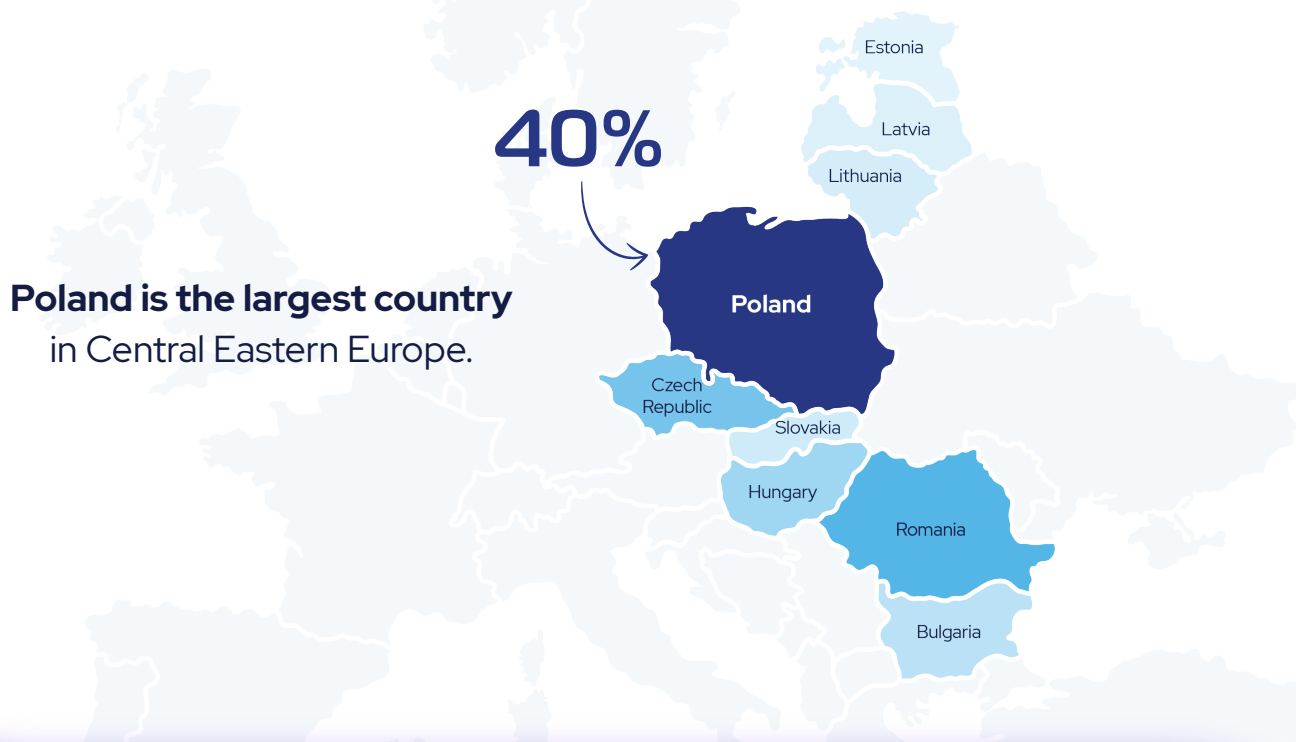 Estonia
40%
Latvia
Lithuania
Poland is the largest country
in Central Eastern Europe.
Poland
Czech
Republic
Slovakia
Hungary
Romania
Bulgaria